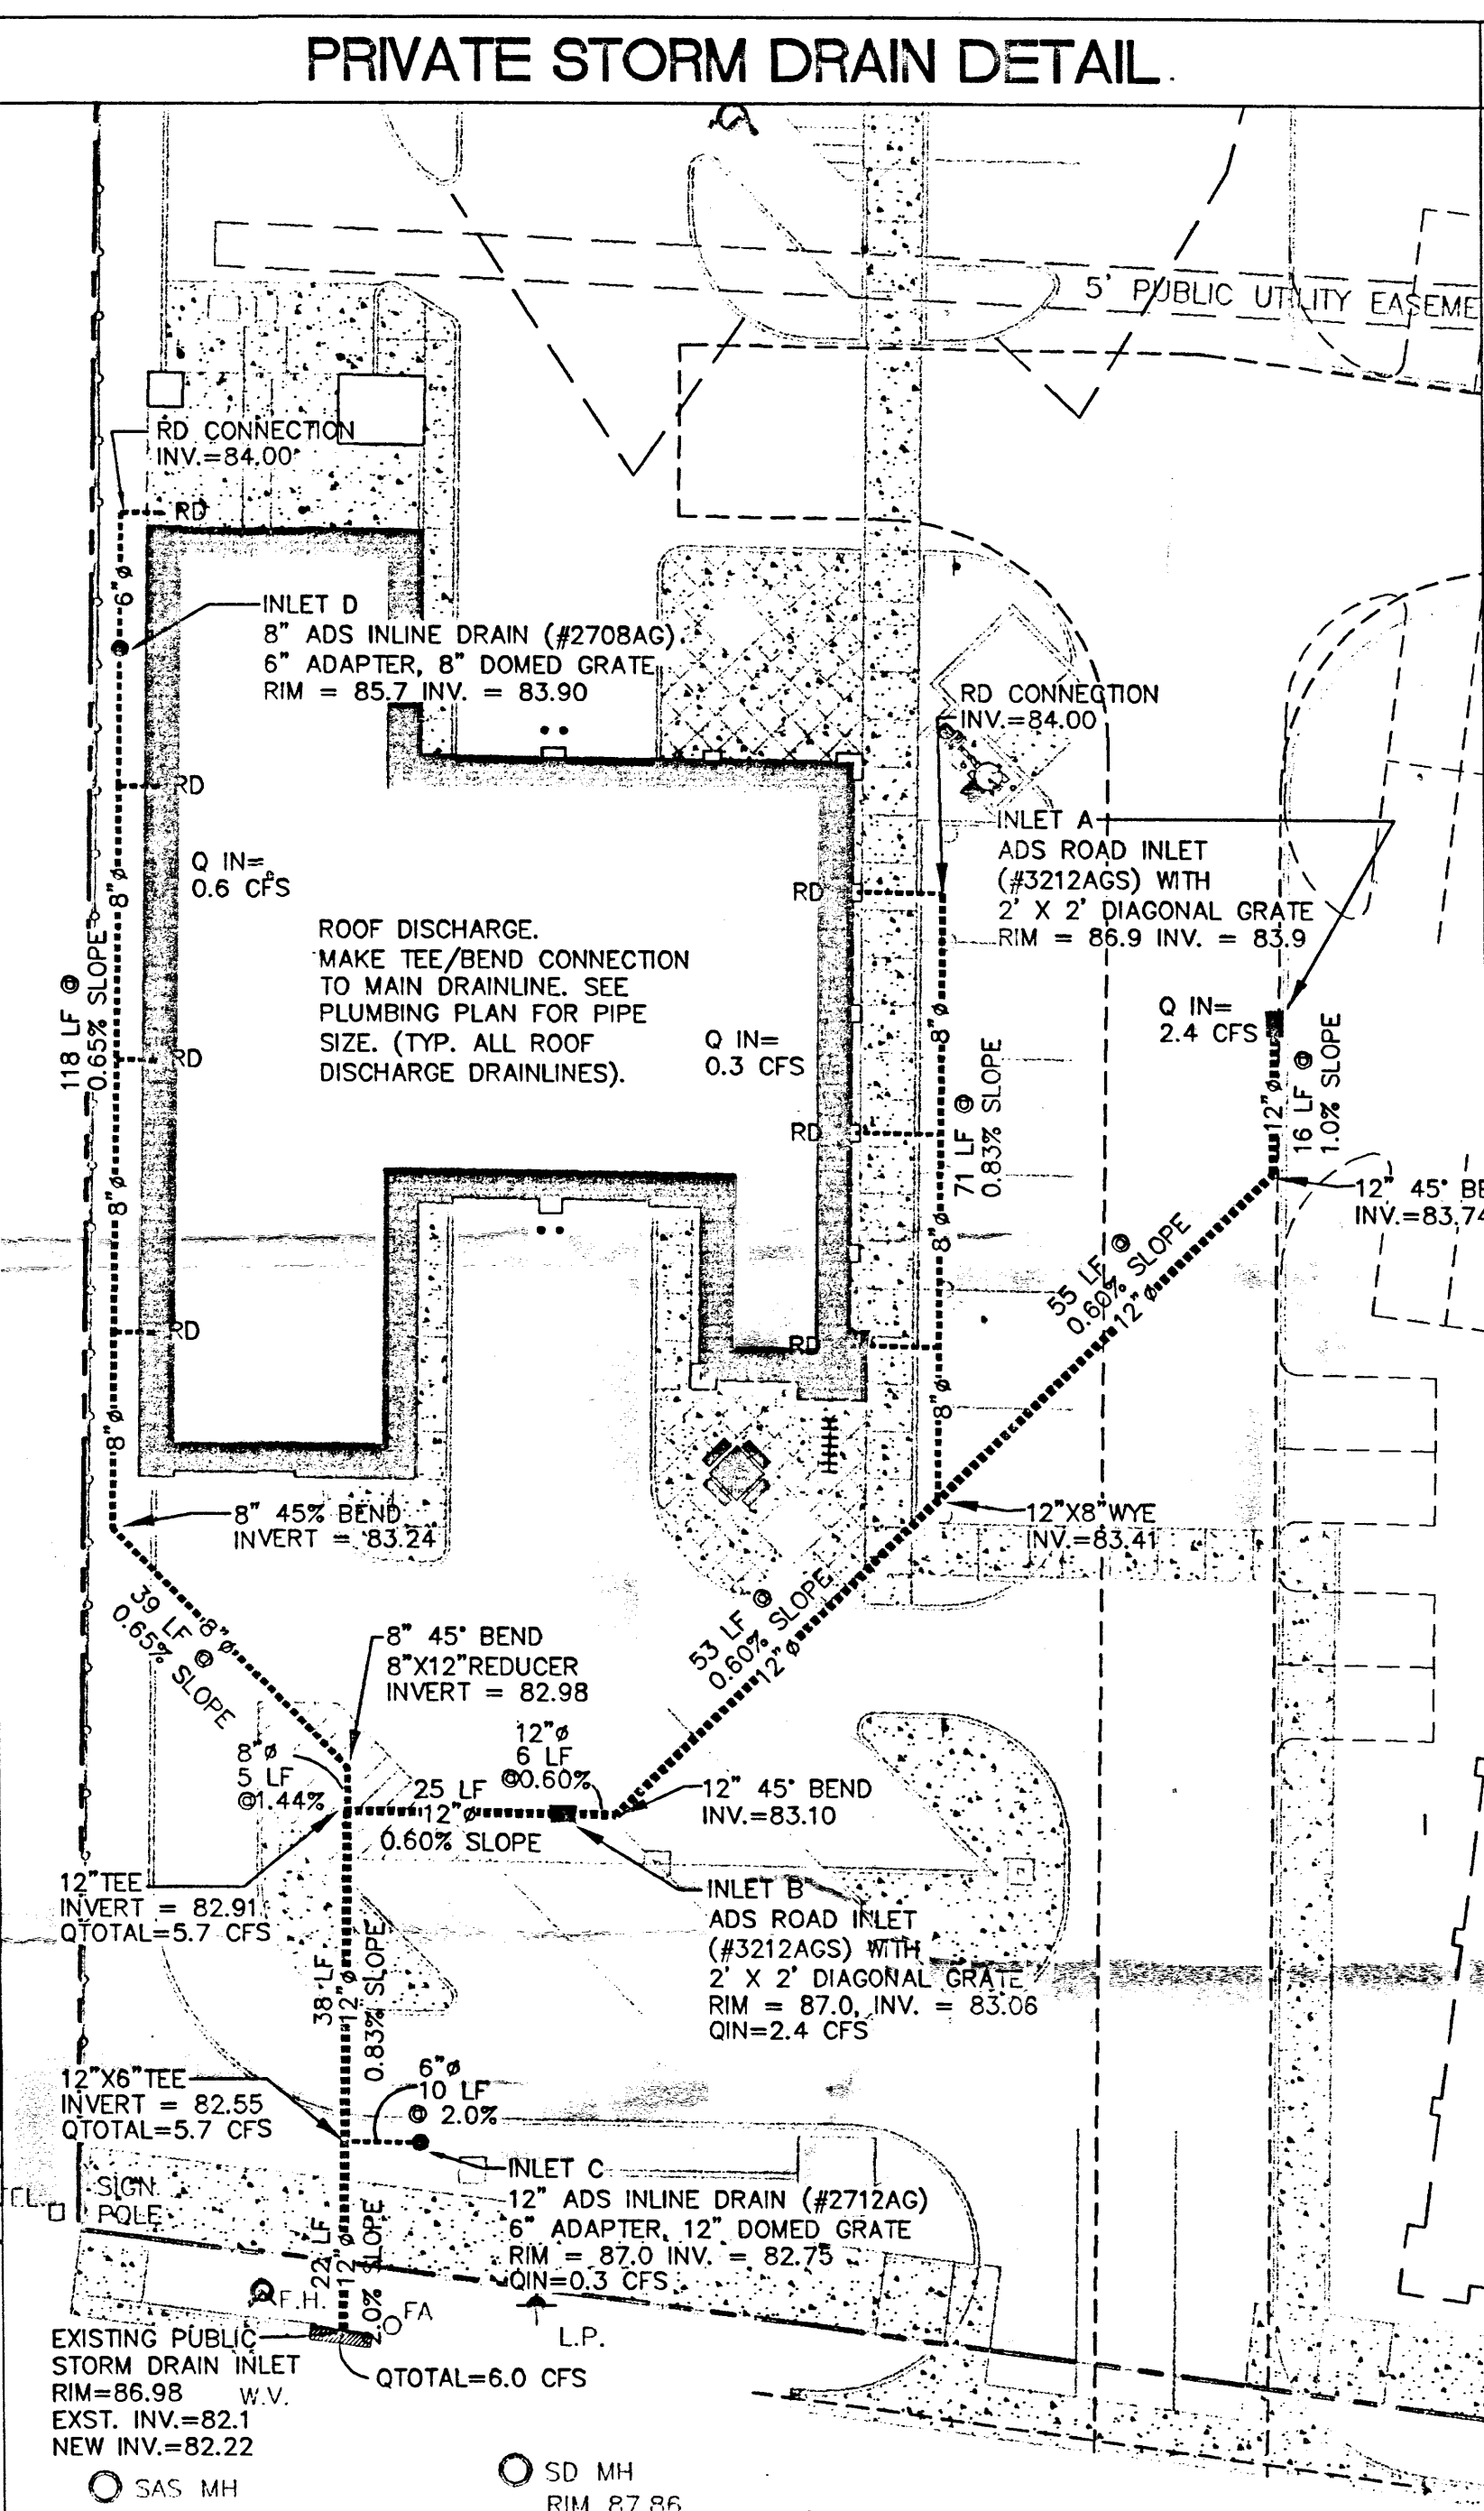 PRIVATE STORM DRAIN DETAIL.
5' PUBLIC UTILITY EASEME
RD CONNECTION
INV.=84.00
RD
6"ø
INLET D
8" ADS INLINE DRAIN (#2708AG).
6" ADAPTER, 8" DOMED GRATE
RIM = 85.7 INV. = 83.90
RD CONNECTION
INV.=84.00
RD
INLET A
ADS ROAD INLET
(#3212AGS) WITH
2' X 2' DIAGONAL GRATE
RIM = 86.9 INV. = 83.9
Q IN=
0.6 CFS
8"ø
RD
ROOF DISCHARGE.
MAKE TEE/BEND CONNECTION
TO MAIN DRAINLINE. SEE
PLUMBING PLAN FOR PIPE
SIZE. (TYP. ALL ROOF
DISCHARGE DRAINLINES).
118 LF @
0.65% SLOPE
RD
Q IN=
0.3 CFS
8"ø
71 LF @
0.83% SLOPE
Q IN=
2.4 CFS
12"ø
16 LF @
1.0% SLOPE
RD
8"ø
12" 45° BE
INV.=83.74
8"ø
55 LF @
0.60% SLOPE
12"ø
RD
RD
8"ø
8"ø
8" 45% BEND
INVERT = 83.24
12"X8"WYE
INV.=83.41
39 LF @
0.65% SLOPE
8"ø
53 LF @
0.60% SLOPE
12"ø
8" 45° BEND
8"X12"REDUCER
INVERT = 82.98
8"ø
5 LF
@1.44%
12"ø
6 LF
@0.60%
25 LF
12"ø
0.60% SLOPE
12" 45° BEND
INV.=83.10
12"TEE
INVERT = 82.91
QTOTAL=5.7 CFS
INLET B
ADS ROAD INLET
(#3212AGS) WITH
2' X 2' DIAGONAL GRATE
RIM = 87.0, INV. = 83.06
QIN=2.4 CFS
38 LF
12"ø
0.83% SLOPE
12"X6"TEE
INVERT = 82.55
QTOTAL=5.7 CFS
6"ø
10 LF
@ 2.0%
INLET C
12" ADS INLINE DRAIN (#2712AG)
6" ADAPTER, 12" DOMED GRATE
RIM = 87.0 INV. = 82.75
QIN=0.3 CFS
SIGN
POLE
22 LF
12"ø
2.0% SLOPE
F.H.
FA
L.P.
EXISTING PUBLIC
STORM DRAIN INLET
RIM=86.98
W.V.
EXST. INV.=82.1
NEW INV.=82.22
QTOTAL=6.0 CFS
SAS MH
SD MH
RIM 87.86